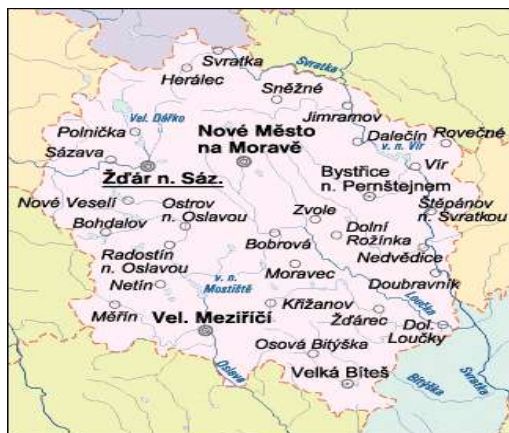 Svratka
Svratka
Herálec
Sněžné
Jimramov
Vel. Dářko
Polnička
Nové Město
na Moravě
Dalečín
Rovečné
v. n. Vír
Sázava
Vír
Žďár n. Sáz.
Bystřice
n. Pernštejnem
Nové Veselí
Ostrov
n. Oslavou
Zvole
Štěpánov
n. Svratkou
Bohdalov
Dolní
Rožínka
Bobrová
Nedvědice
Radostín
n. Oslavou
v. n.
Mostiště
Moravec
Doubravník
Netín
Loučka
Měřín
Křižanov
Vel. Meziříčí
Žďárec
Dol.
Loučky
Osová Bítýška
Oslava
Velká Bíteš
Bitýška
Svratka